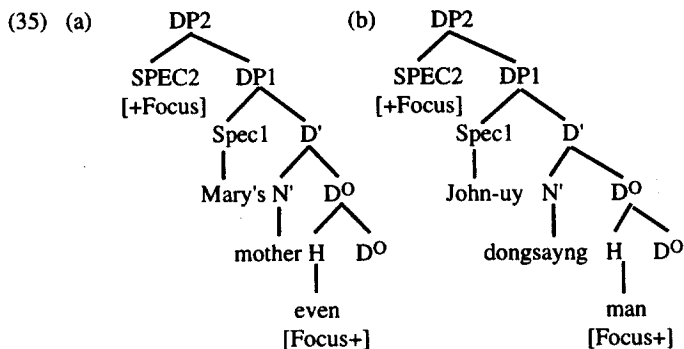 (35) (a) DP2 (b) DP2
SPEC2 DP1 SPEC2 DP1
[+Focus] [+Focus]
Spec1 D' Spec1 D'
Mary's N' D⁰ John-uy N' D⁰
mother H D⁰ dongsayng H D⁰
even man
[Focus+] [Focus+]